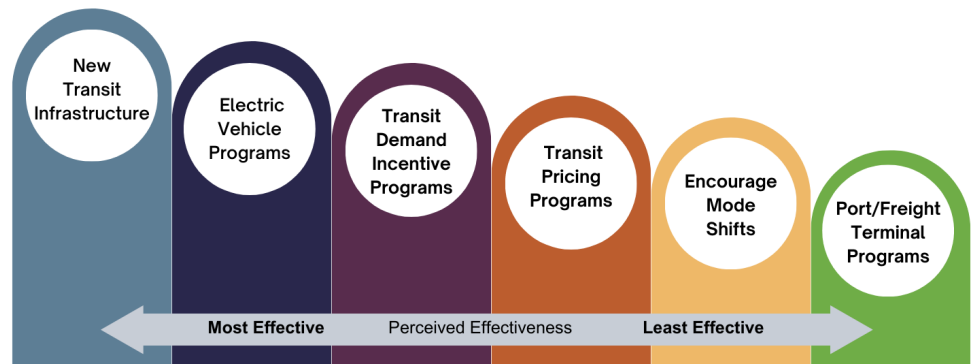 New
Transit
Infrastructure
Electric
Vehicle
Programs
Transit
Demand
Incentive
Programs
Transit
Pricing
Programs
Encourage
Mode
Shifts
Port/Freight
Terminal
Programs
Most Effective Perceived Effectiveness Least Effective